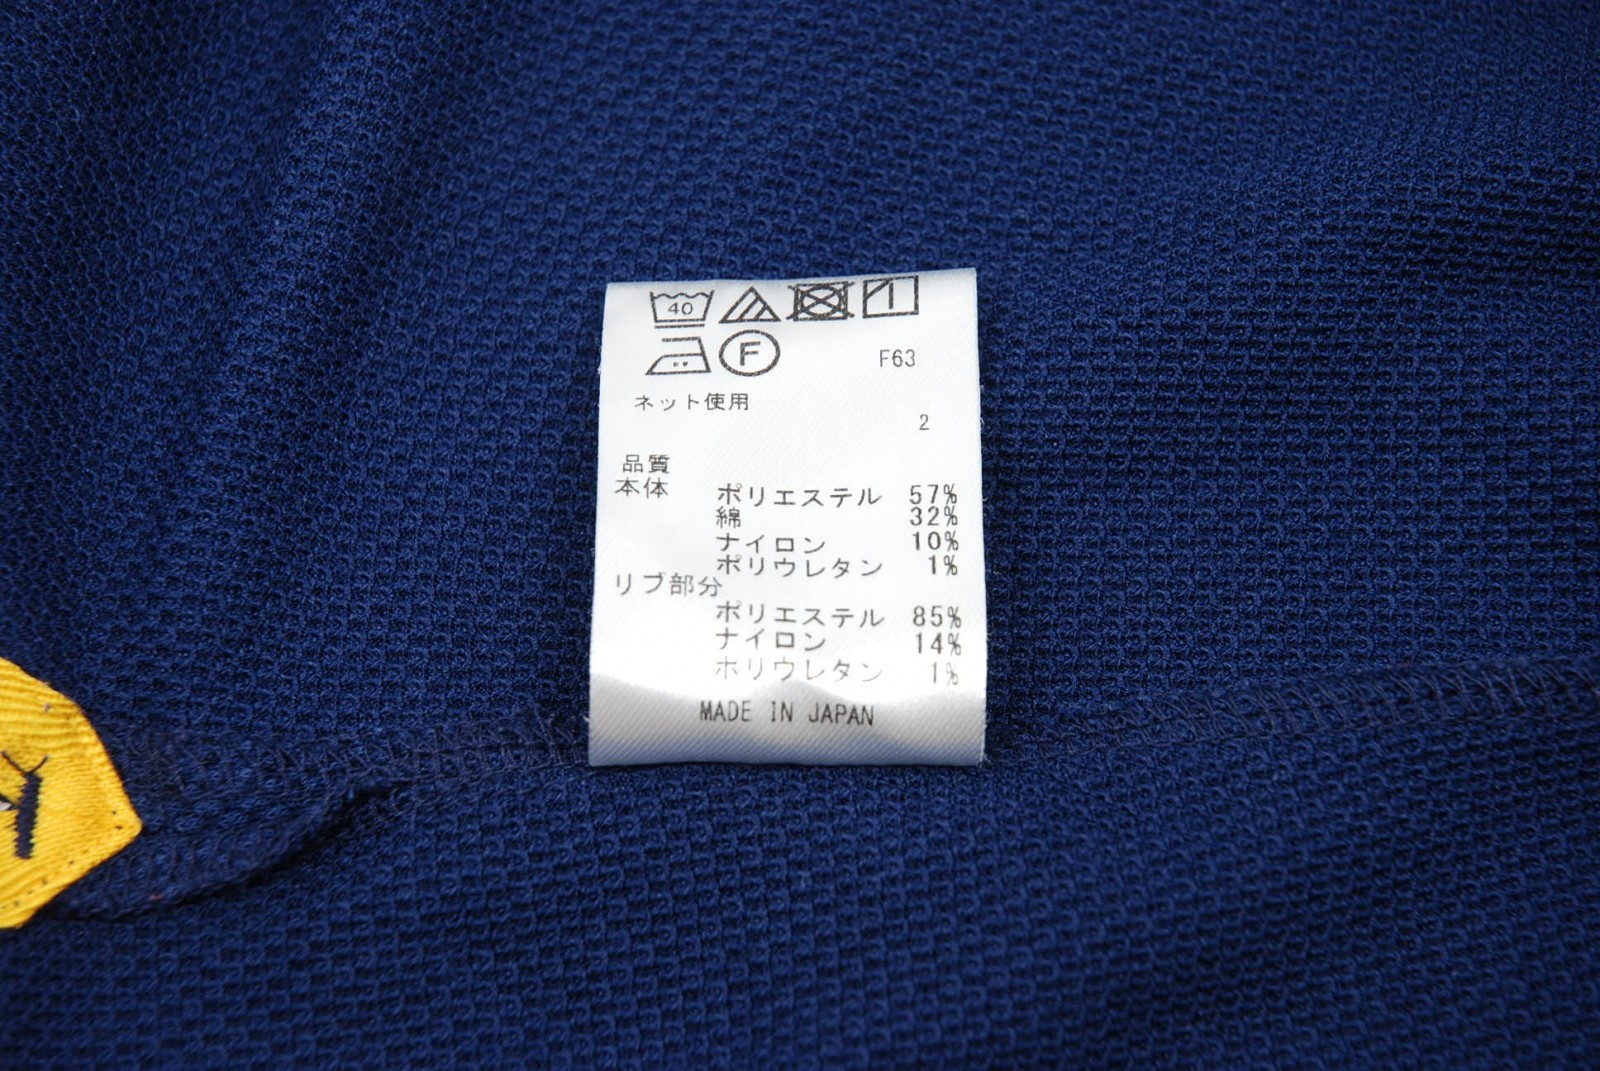 40
F F63
ネット使用
2
品質
本体
ポリエステル 57%
綿 32%
ナイロン 10%
ポリウレタン 1%
リブ部分
ポリエステル 85%
ナイロン 14%
ポリウレタン 1%
MADE IN JAPAN